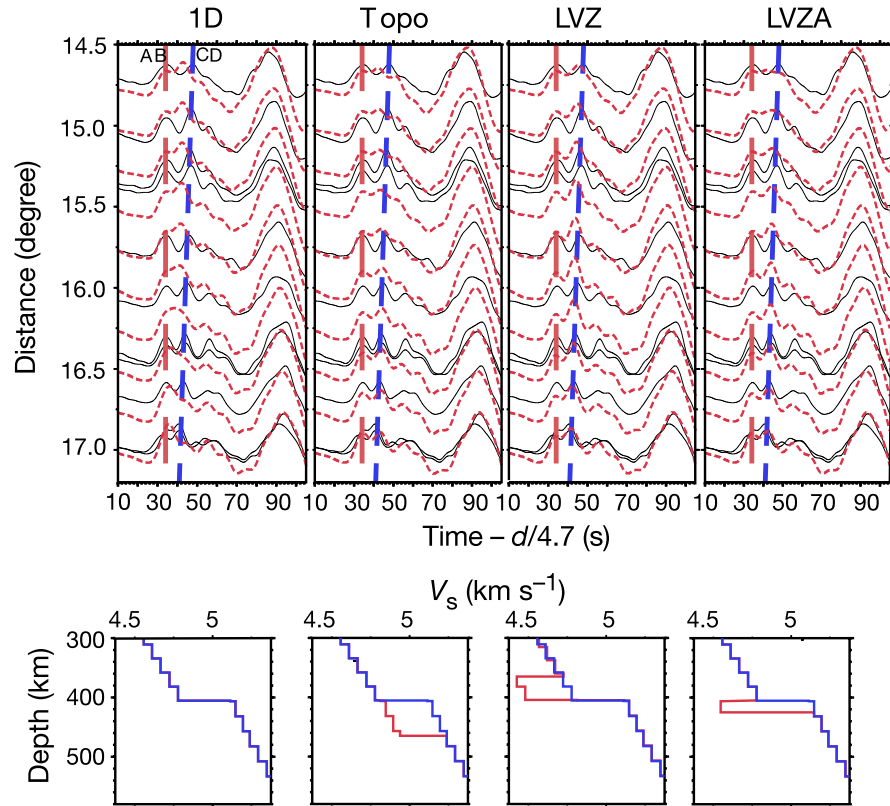 1D Topo LVZ LVZA
AB CD
14.5
15.0
15.5
16.0
16.5
17.0
Distance (degree)
10 30 50 70 90 10 30 50 70 90 10 30 50 70 90 10 30 50 70 90
Time – d/4.7 (s)
Vs (km s–1)
4.5 5 4.5 5 4.5 5 4.5 5
300
400
500
Depth (km)